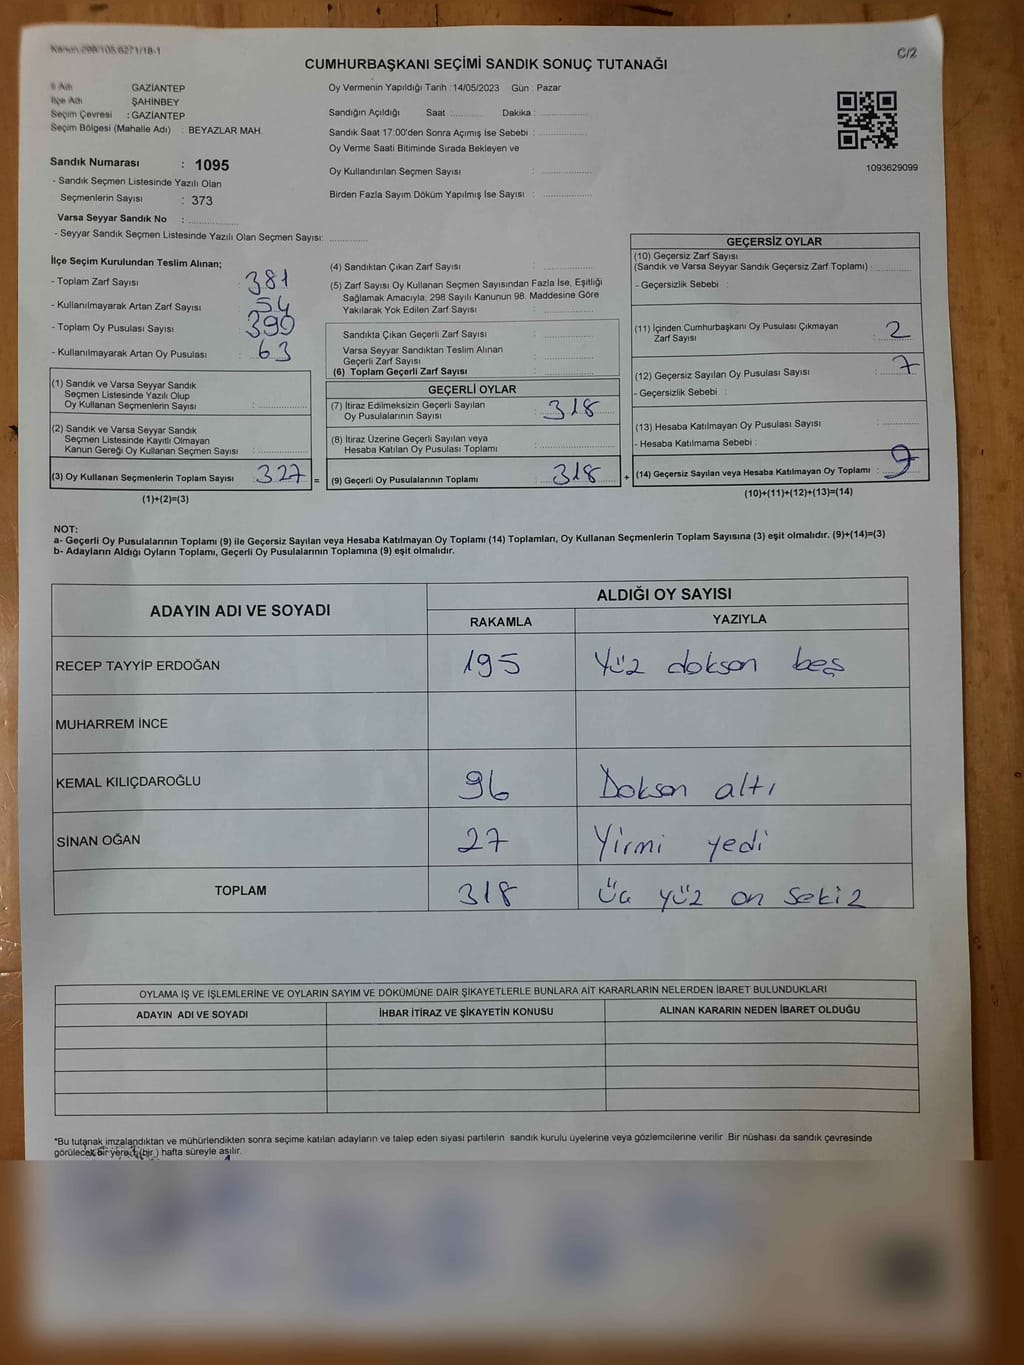 Kanun:298/105,6271/18-1
C/2
CUMHURBAŞKANI SEÇİMİ SANDIK SONUÇ TUTANAĞI
İl Adı GAZİANTEP
İlçe Adı ŞAHİNBEY
Seçim Çevresi : GAZİANTEP
Seçim Bölgesi (Mahalle Adı) : BEYAZLAR MAH.
Sandık Numarası : 1095
- Sandık Seçmen Listesinde Yazılı Olan
Seçmenlerin Sayısı : 373
Varsa Seyyar Sandık No :
- Seyyar Sandık Seçmen Listesinde Yazılı Olan Seçmen Sayısı:
Oy Vermenin Yapıldığı Tarih : 14/05/2023 Gün : Pazar
Sandığın Açıldığı Saat Dakika :
Sandık Saat 17:00'den Sonra Açımış İse Sebebi :
Oy Verme Saati Bitiminde Sırada Bekleyen ve
Oy Kullandırılan Seçmen Sayısı :
Birden Fazla Sayım Döküm Yapılmış İse Sayısı :
1093629099
İlçe Seçim Kurulundan Teslim Alınan;
- Toplam Zarf Sayısı : 381
- Kullanılmayarak Artan Zarf Sayısı : 54
- Toplam Oy Pusulası Sayısı : 390
- Kullanılmayarak Artan Oy Pusulası : 63
(1) Sandık ve Varsa Seyyar Sandık
Seçmen Listesinde Yazılı Olup
Oy Kullanan Seçmenlerin Sayısı :
(2) Sandık ve Varsa Seyyar Sandık
Seçmen Listesinde Kayıtlı Olmayan
Kanun Gereği Oy Kullanan Seçmen Sayısı :
(3) Oy Kullanan Seçmenlerin Toplam Sayısı : 327 =
(1)+(2)=(3)
(4) Sandıktan Çıkan Zarf Sayısı :
(5) Zarf Sayısı Oy Kullanan Seçmen Sayısından Fazla İse, Eşitliği
Sağlamak Amacıyla, 298 Sayılı Kanunun 98. Maddesine Göre
Yakılarak Yok Edilen Zarf Sayısı :
Sandıkta Çıkan Geçerli Zarf Sayısı :
Varsa Seyyar Sandıktan Teslim Alınan
Geçerli Zarf Sayısı :
(6) Toplam Geçerli Zarf Sayısı :
GEÇERLİ OYLAR
(7) İtiraz Edilmeksizin Geçerli Sayılan
Oy Pusulalarının Sayısı : 318
(8) İtiraz Üzerine Geçerli Sayılan veya
Hesaba Katılan Oy Pusulası Toplamı :
(9) Geçerli Oy Pusulalarının Toplamı : 318 +
GEÇERSİZ OYLAR
(10) Geçersiz Zarf Sayısı
(Sandık ve Varsa Seyyar Sandık Geçersiz Zarf Toplamı) :
- Geçersizlik Sebebi :
(11) İçinden Cumhurbaşkanı Oy Pusulası Çıkmayan
Zarf Sayısı : 2
(12) Geçersiz Sayılan Oy Pusulası Sayısı : 7
- Geçersizlik Sebebi :
(13) Hesaba Katılmayan Oy Pusulası Sayısı :
- Hesaba Katılmama Sebebi :
(14) Geçersiz Sayılan veya Hesaba Katılmayan Oy Toplamı : 9
(10)+(11)+(12)+(13)=(14)
NOT:
a- Geçerli Oy Pusulalarının Toplamı (9) ile Geçersiz Sayılan veya Hesaba Katılmayan Oy Toplamı (14) Toplamları, Oy Kullanan Seçmenlerin Toplam Sayısına (3) eşit olmalıdır. (9)+(14)=(3)
b- Adayların Aldığı Oyların Toplamı, Geçerli Oy Pusulalarının Toplamına (9) eşit olmalıdır.
ADAYIN ADI VE SOYADI ALDIĞI OY SAYISI
RAKAMLA YAZIYLA
RECEP TAYYİP ERDOĞAN 195 Yüz doksan beş
MUHARREM İNCE
KEMAL KILIÇDAROĞLU 96 Doksan altı
SİNAN OĞAN 27 Yirmi yedi
TOPLAM 318 Üç yüz on sekiz
OYLAMA İŞ VE İŞLEMLERİNE VE OYLARIN SAYIM VE DÖKÜMÜNE DAİR ŞİKAYETLERLE BUNLARA AİT KARARLARIN NELERDEN İBARET BULUNDUKLARI
ADAYIN ADI VE SOYADI İHBAR İTİRAZ VE ŞİKAYETİN KONUSU ALINAN KARARIN NEDEN İBARET OLDUĞU
*Bu tutanak imzalandıktan ve mühürlendikten sonra seçime katılan adayların ve talep eden siyasi partilerin sandık kurulu üyelerine veya gözlemcilerine verilir. Bir nüshası da sandık çevresinde
görülecek bir yere 1 (bir) hafta süreyle asılır.